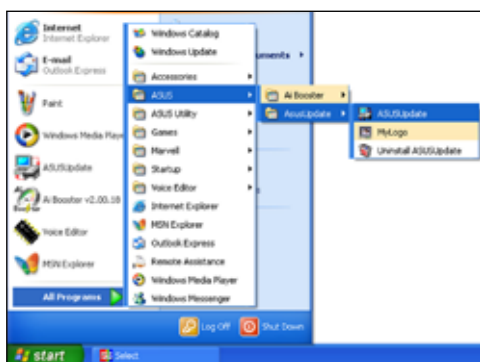 Internet
Internet Explorer
E-mail
Outlook Express
Paint
Windows Media Play
ASUSUpdate
Ai Booster v2.00.18
Voice Editor
MSN Explorer
All Programs
Windows Catalog
Windows Update
Accessories
ASUS
ASUS Utility
Games
Marvell
Startup
Voice Editor
Internet Explorer
MSN Explorer
Outlook Express
Remote Assistance
Windows Media Player
Windows Messenger
uments
Ai Booster
AsusUpdate
ASUSUpdate
MyLogo
Uninstall ASUSUpdate
Log Off
Shut Down
start
Select